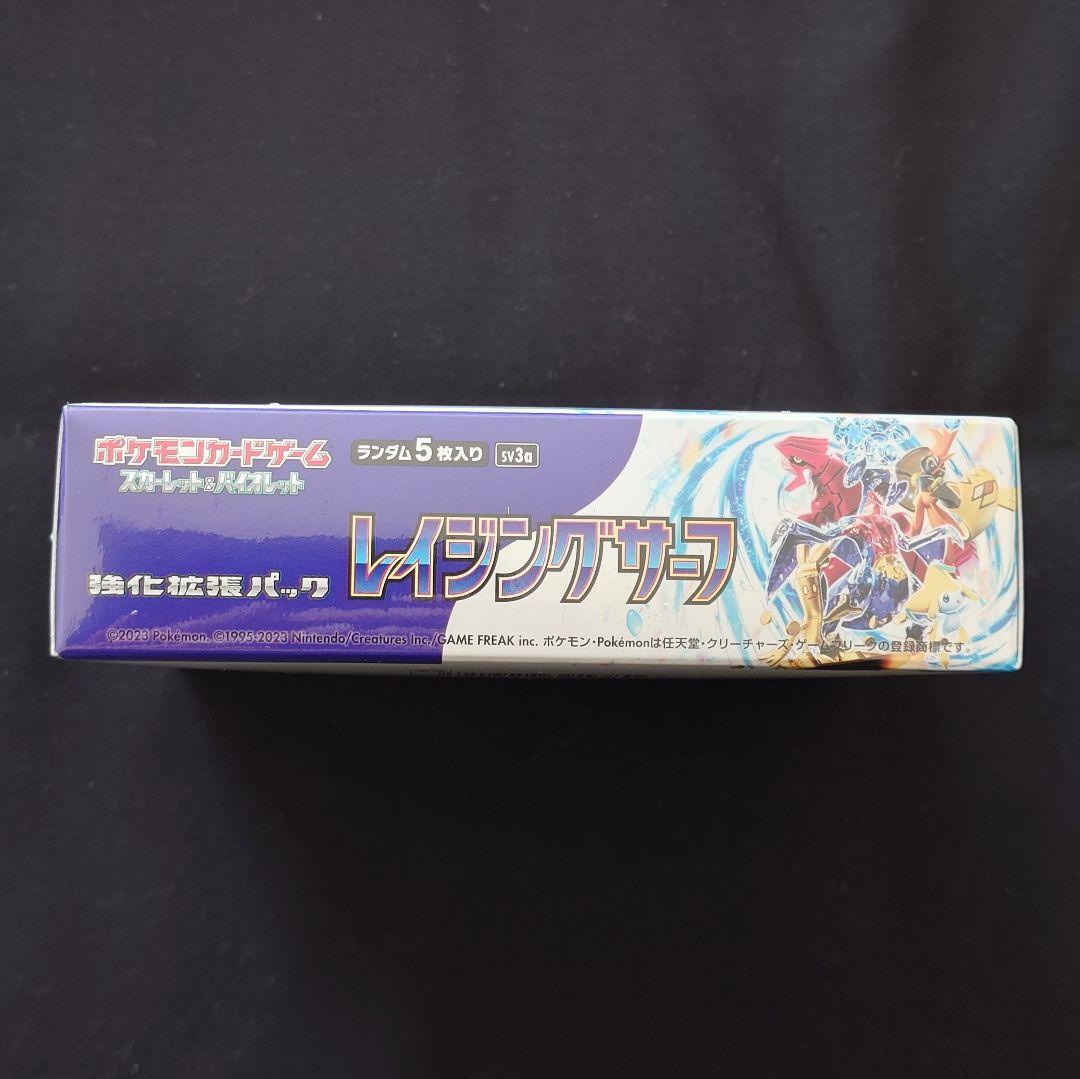 ポケモンカードゲーム
スカーレット&バイオレット
ランダム5枚入り
sv3a
強化拡張パック
レイジングサーフ
©2023 Pokémon. ©1995-2023 Nintendo/Creatures Inc./GAME FREAK inc. ポケモン・Pokémonは任天堂・クリーチャーズ・ゲームフリークの登録商標です。